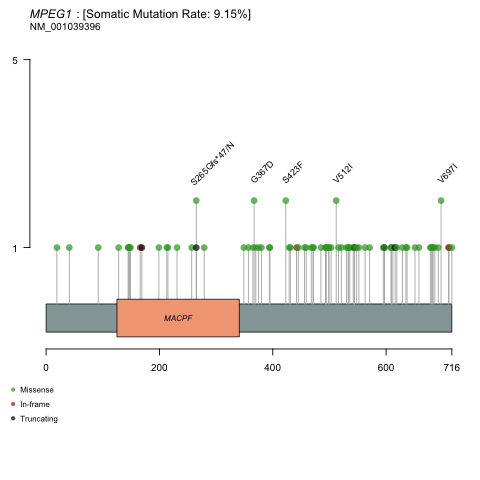 MPEG1 : [Somatic Mutation Rate: 9.15%]
NM_001039396
5
1
S265Gfs*47/N
G367D
S423F
V512I
V697I
MACPF
0 200 400 600 716
Missense
In-frame
Truncating